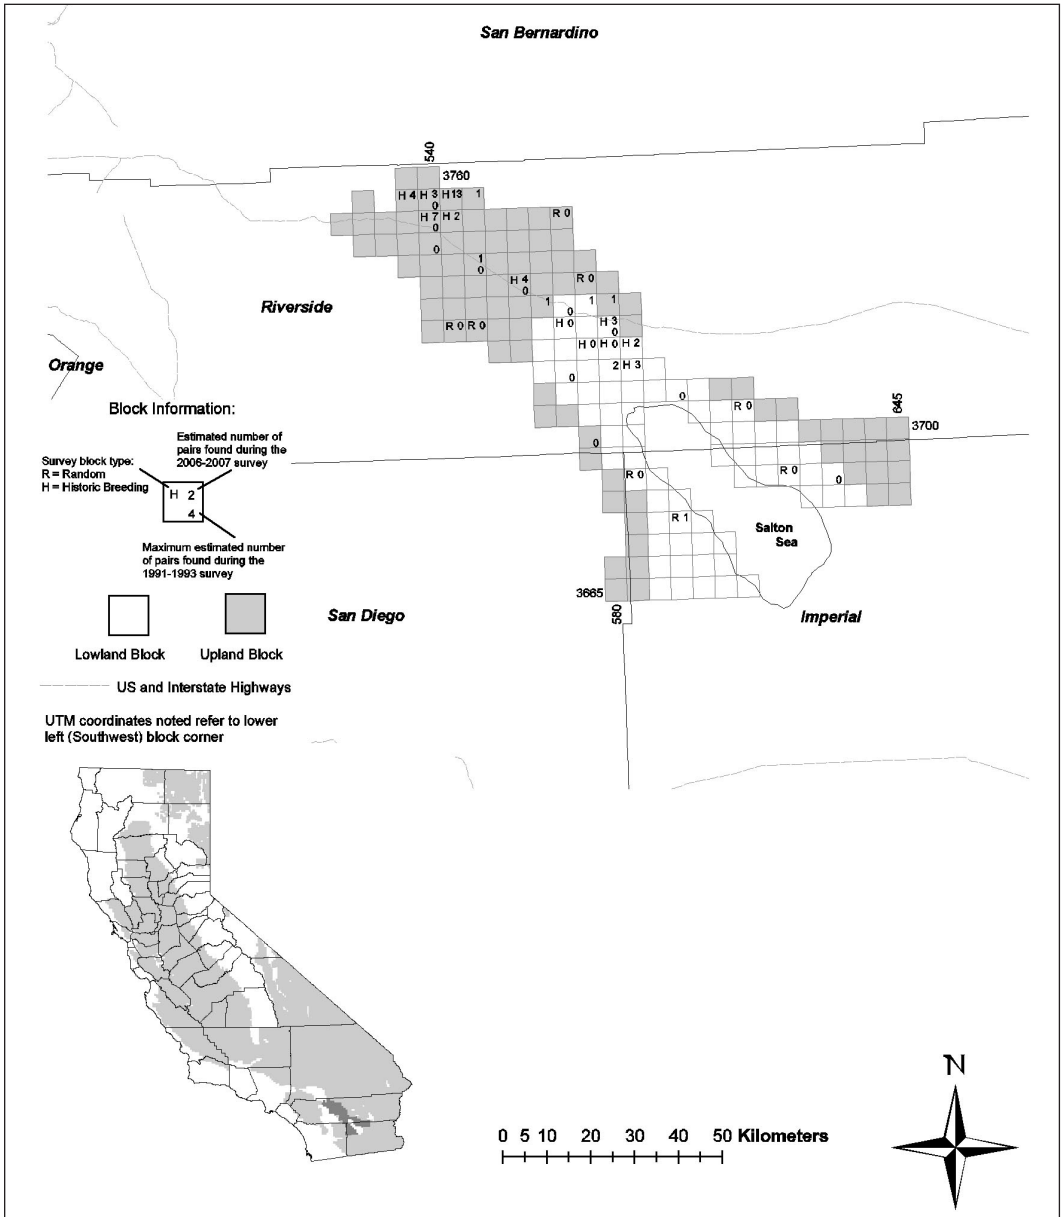 San Bernardino
540
3760
H 4 H 3 H 13 1
0
H 7 H 2 R 0
0
0
1
0
H 4 R 0
0
1 1 1
0
Riverside
R 0 R 0 H 0 H 3
0
H 0 H 0 H 2
2 H 3
0
Orange
0
R 0
645
3700
0
R 0 R 0
0
R 1
Salton
Sea
3665
580
San Diego
Imperial
Block Information:
Estimated number of
pairs found during the
2006-2007 survey
Survey block type:
R = Random
H = Historic Breeding
H 2
4
Maximum estimated number
of pairs found during the
1991-1993 survey
Lowland Block Upland Block
US and Interstate Highways
UTM coordinates noted refer to lower
left (Southwest) block corner
N
0 5 10 20 30 40 50 Kilometers